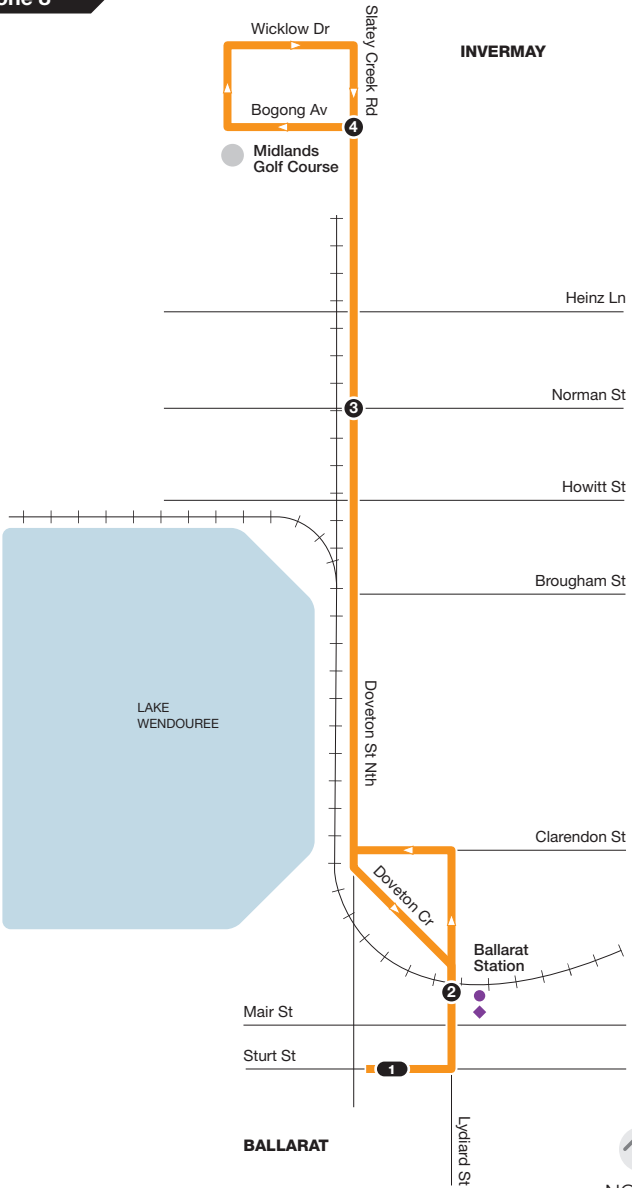 Wicklow Dr
Slatey Creek Rd
INVERMAY
Bogong Av
4
Midlands
Golf Course
Heinz Ln
Norman St
3
Howitt St
Brougham St
LAKE
WENDOUREE
Doveton St Nth
Clarendon St
Doveton Cr
Ballarat
Station
2
Mair St
Sturt St
1
BALLARAT
Lydiard St